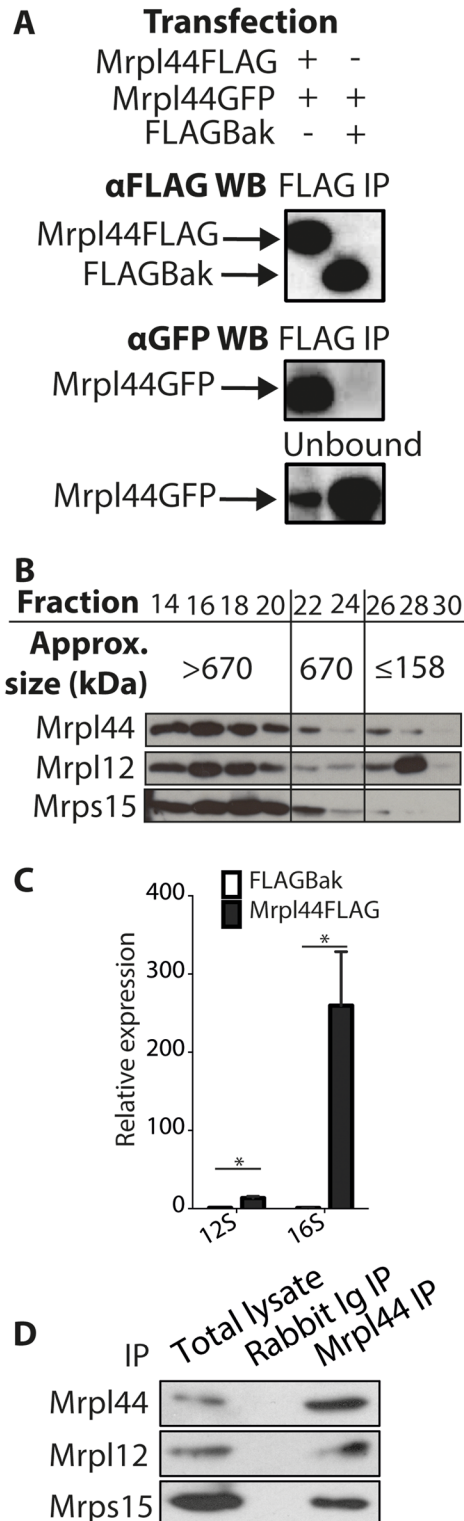 A Transfection
Mrpl44FLAG + -
Mrpl44GFP + +
FLAGBak - +
αFLAG WB FLAG IP
Mrpl44FLAG
FLAGBak
αGFP WB FLAG IP
Mrpl44GFP
Unbound
Mrpl44GFP
B
Fraction 14 16 18 20 22 24 26 28 30
Approx.
size (kDa) >670 670 ≤158
Mrpl44
Mrpl12
Mrps15
C
FLAGBak
Mrpl44FLAG
Relative expression
400
300
200
100
0
*
*
12S
16S
D
IP Total lysate Rabbit Ig IP Mrpl44 IP
Mrpl44
Mrpl12
Mrps15